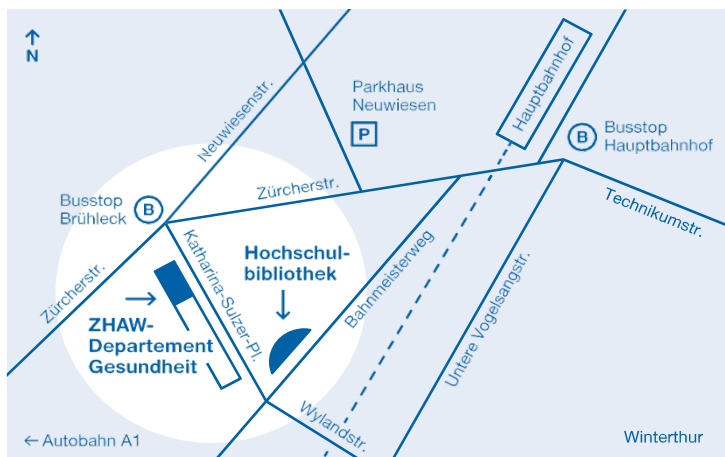 N
Neuwiesenstr.
Parkhaus
Neuwiesen
P
Hauptbahnhof
B
Busstop
Hauptbahnhof
Busstop
Brühleck
B
Zürcherstr.
Technikumstr.
Zürcherstr.
Katharina-Sulzer-Pl.
Hochschul-
bibliothek
Bahnmeisterweg
Untere Vogelsangstr.
ZHAW-
Departement
Gesundheit
Wylandstr.
← Autobahn A1
Winterthur